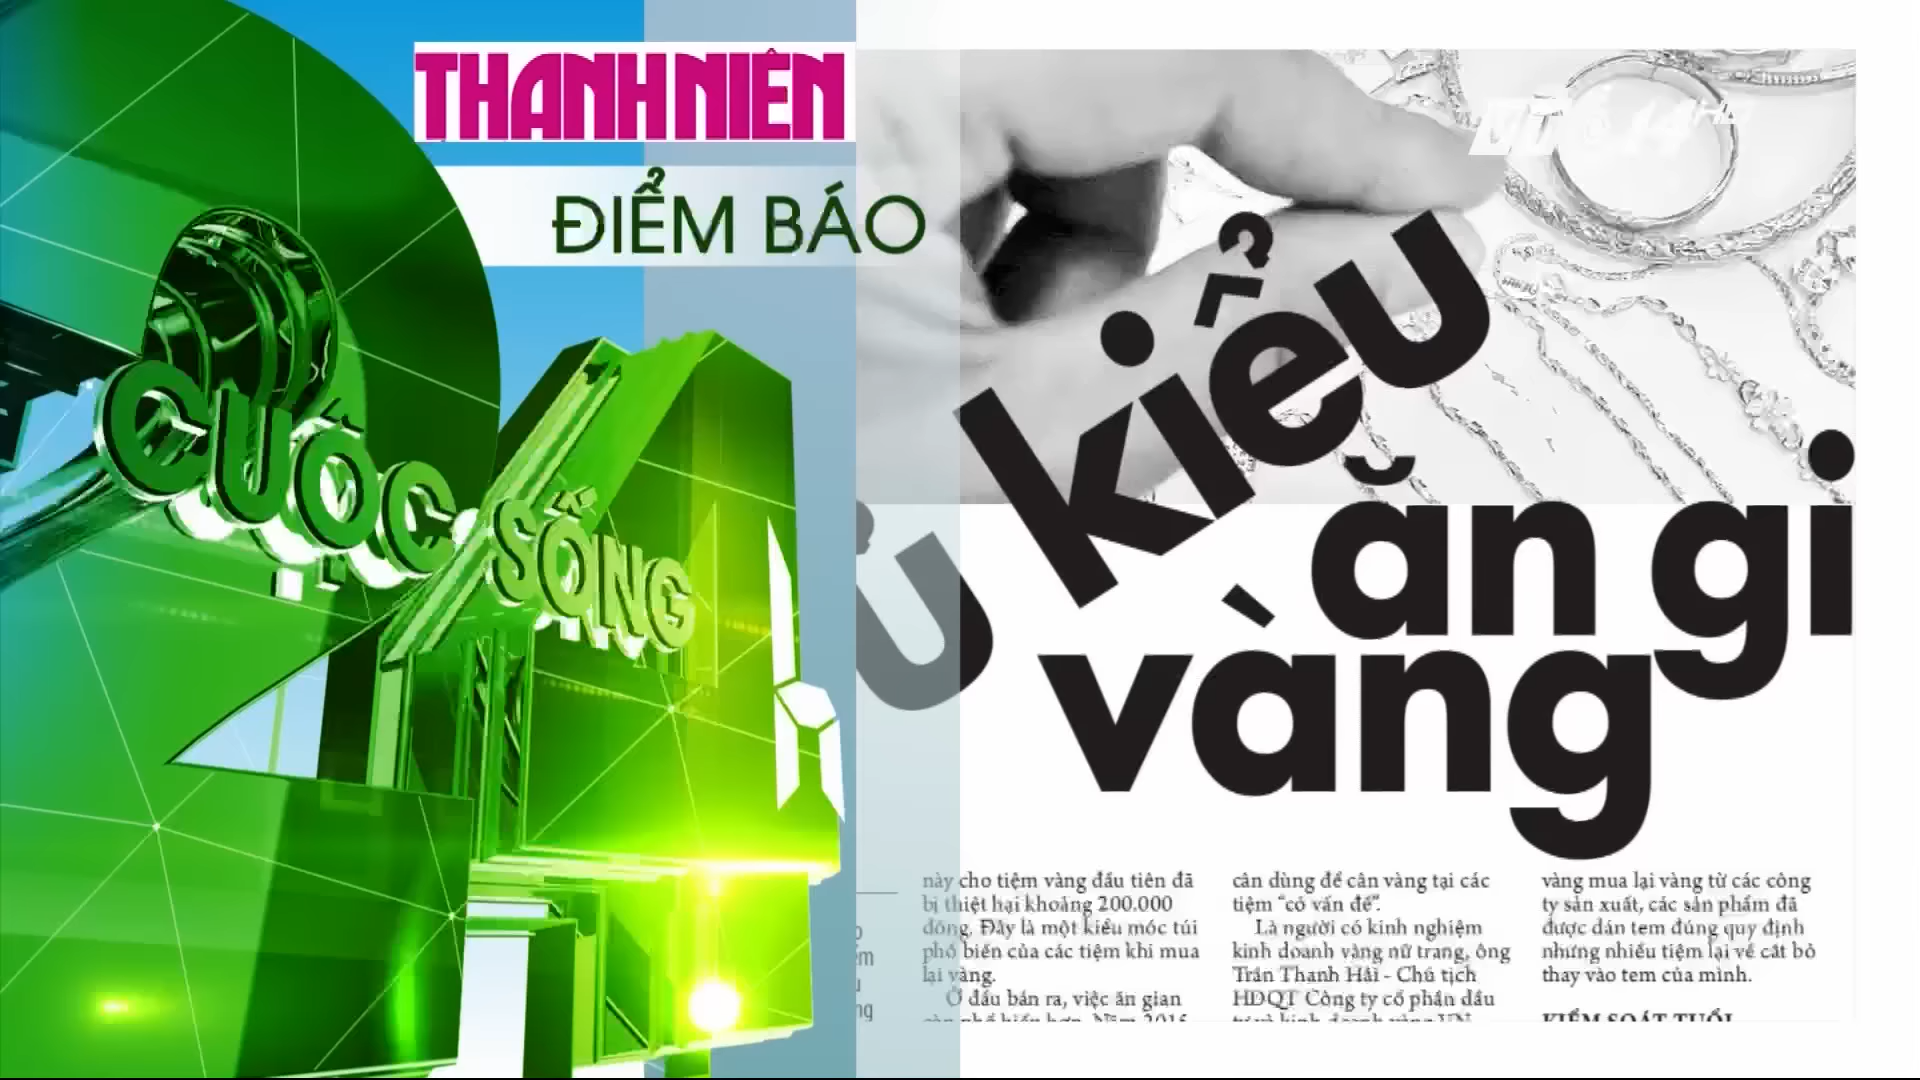 THANH NIÊN
ĐIỂM BÁO
CUỘC SỐNG
24
kiểu
ăn gi
vàng
này cho tiệm vàng đầu tiên đã
bị thiệt hại khoảng 200.000
đồng. Đây là một kiểu móc túi
phổ biến của các tiệm khi mua
lại vàng.
Ở đầu bán ra, việc ăn gian
cân dùng để cân vàng tại các
tiệm “có vấn đề”.
Là người có kinh nghiệm
kinh doanh vàng nữ trang, ông
Trần Thanh Hải - Chủ tịch
HĐQT Công ty cổ phần đầu
vàng mua lại vàng từ các công
ty sản xuất, các sản phẩm đã
được dán tem đúng quy định
nhưng nhiều tiệm lại về cắt bỏ
thay vào tem của mình.
KIỂM SOÁT TUỔI